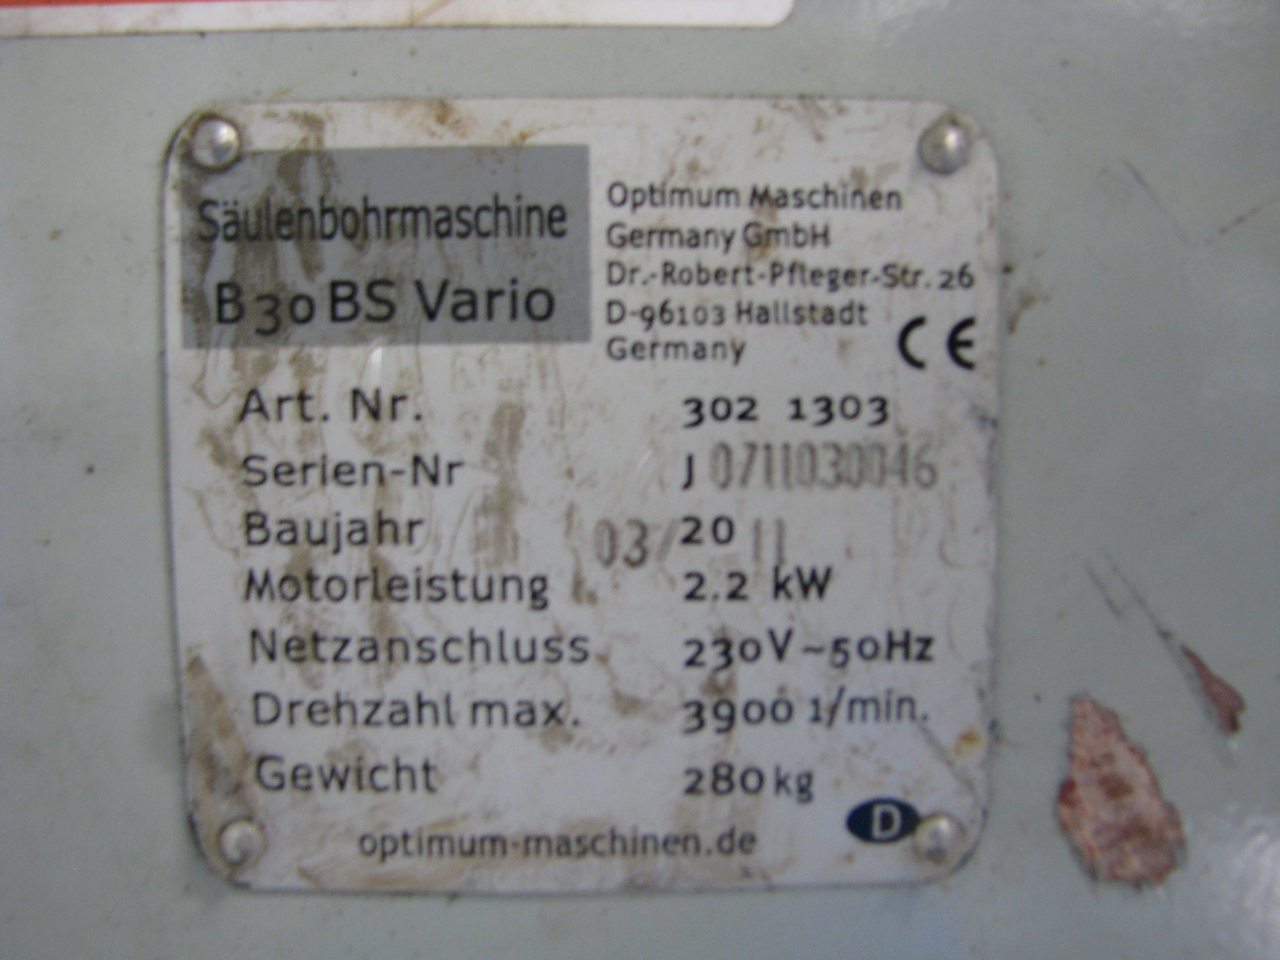 Säulenbohrmaschine
B30 BS Vario
Optimum Maschinen
Germany GmbH
Dr.-Robert-Pfleger-Str. 26
D-96103 Hallstadt
Germany
CE
Art. Nr. 302 1303
Serien-Nr J 0711030046
Baujahr 03/ 20 11
Motorleistung 2.2 kW
Netzanschluss 230V ~50Hz
Drehzahl max. 3900 1/min.
Gewicht 280kg
optimum-maschinen.de
D